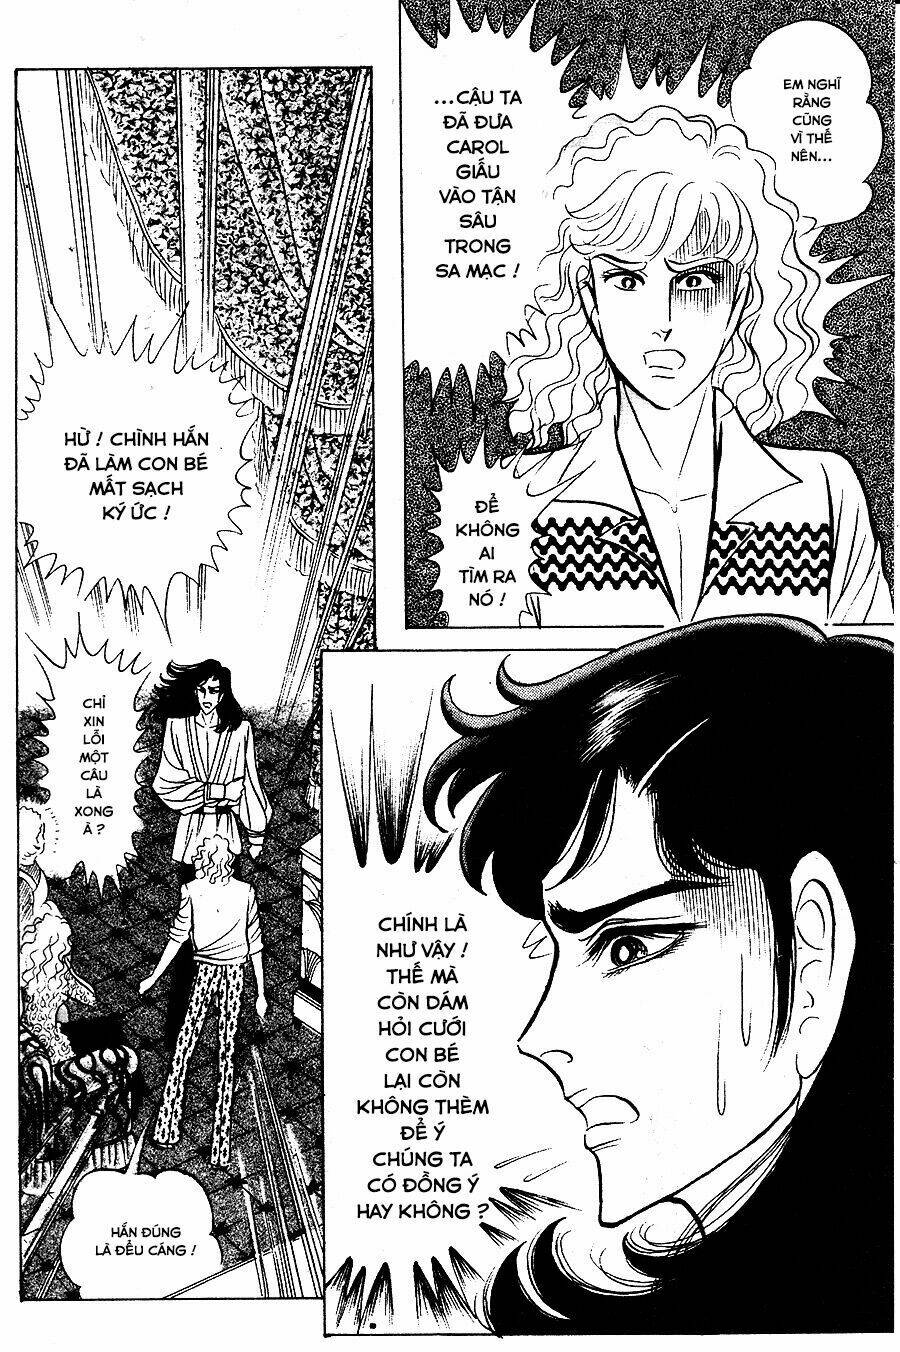 EM NGHĨ
RẰNG
CŨNG
VÌ THẾ
NÊN...
...CẬU TA
ĐÃ ĐƯA
CAROL
GIẤU
VÀO TẬN
SÂU
TRONG
SA MẠC !
ĐỂ
KHÔNG
AI
TÌM RA
NÓ !
HỪ ! CHÌNH HẮN
ĐÃ LÀM CON BÉ
MẤT SẠCH
KÝ ỨC !
CHỈ
XIN
LỖI
MỘT
CÂU
LÀ
XONG
À ?
HẮN ĐÚNG
LÀ ĐỂU CÁNG !
CHÍNH LÀ
NHƯ VẬY !
THẾ MÀ
CÒN DÁM
HỎI CƯỚI
CON BÉ
LẠI CÒN
KHÔNG THÈM
ĐỂ Ý
CHÚNG TA
CÓ ĐỒNG Ý
HAY KHÔNG ?